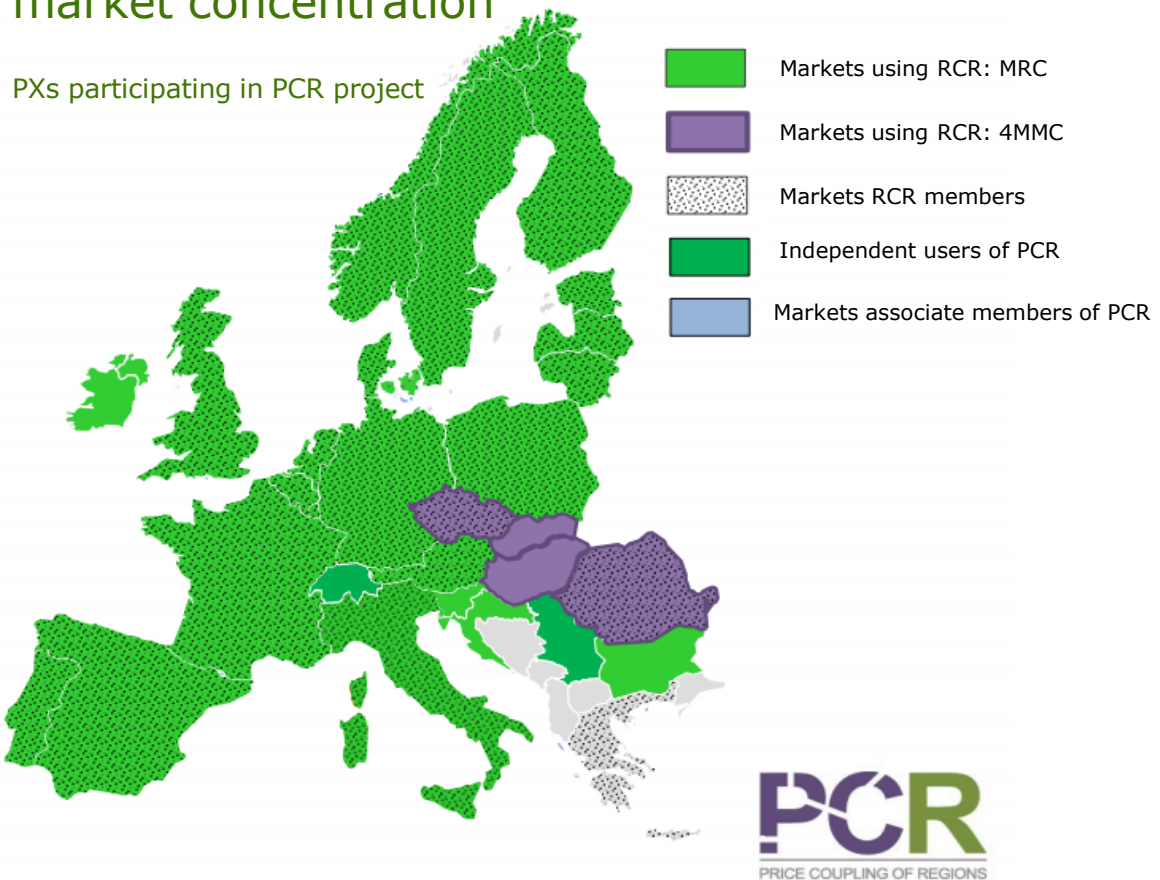 market concentration
PXs participating in PCR project
Markets using RCR: MRC
Markets using RCR: 4MMC
Markets RCR members
Independent users of PCR
Markets associate members of PCR
PCR
PRICE COUPLING OF REGIONS